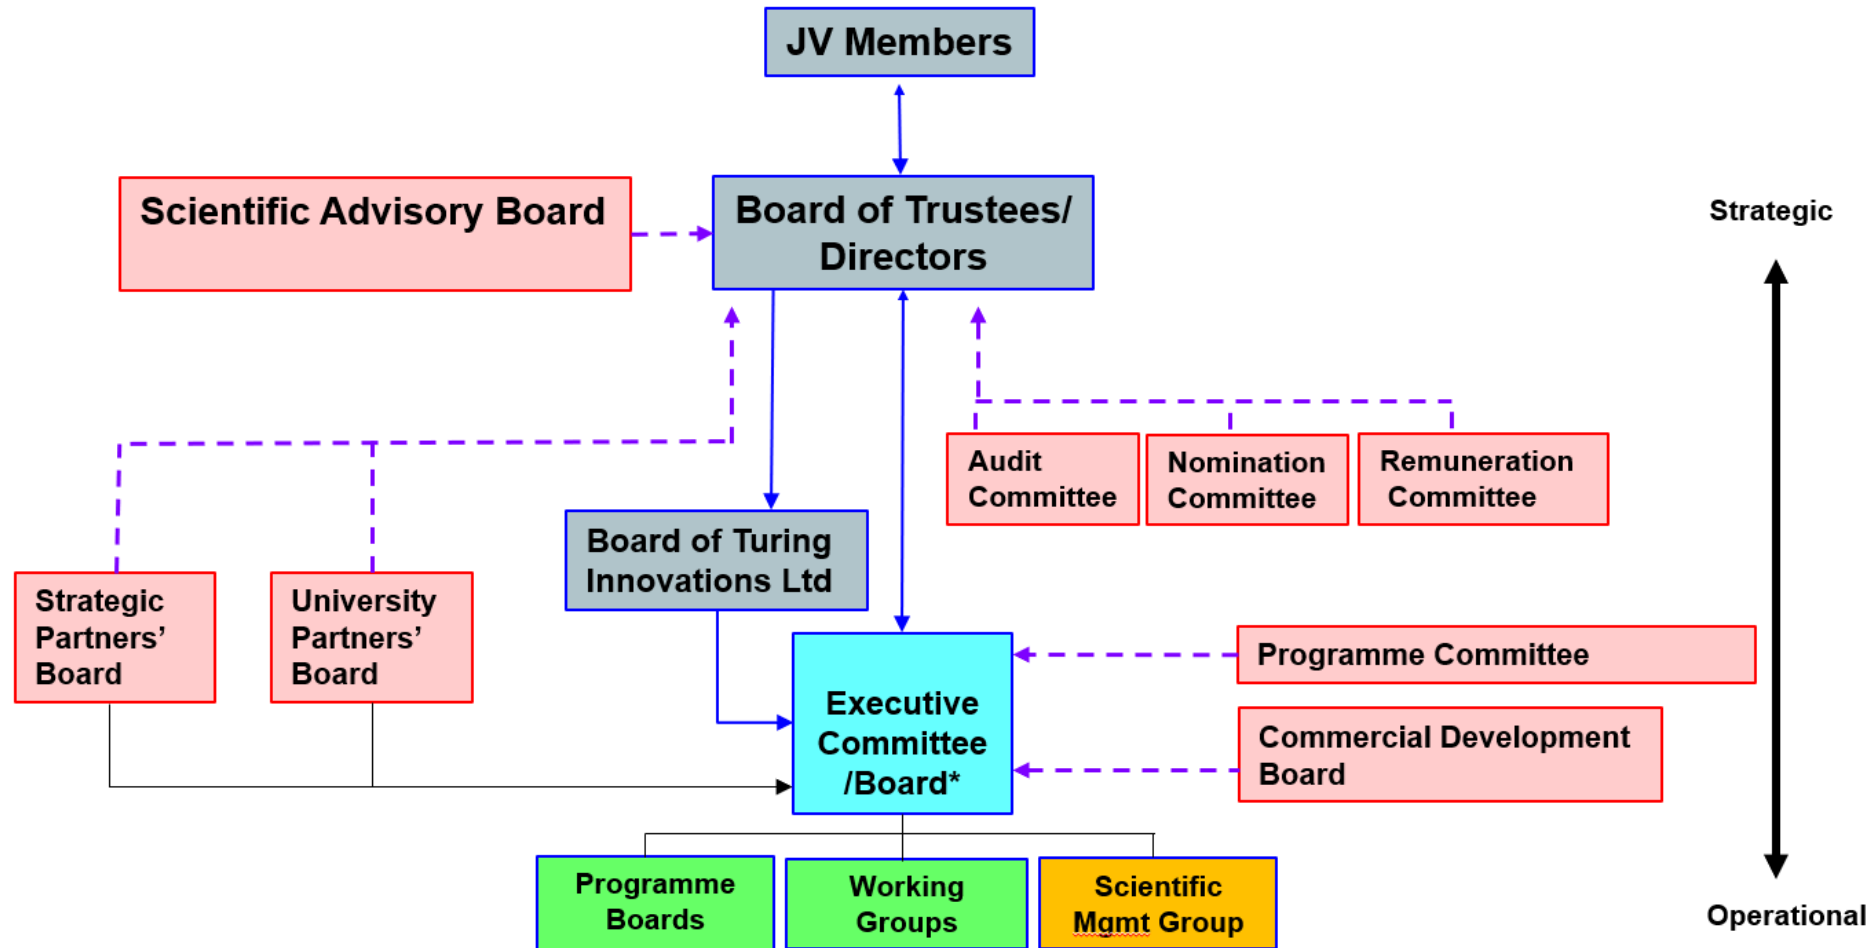 JV Members
Scientific Advisory Board
Board of Trustees/
Directors
Strategic
Audit
Committee
Nomination
Committee
Remuneration
Committee
Board of Turing
Innovations Ltd
Strategic
Partners’
Board
University
Partners’
Board
Executive
Committee
/Board*
Programme Committee
Commercial Development
Board
Programme
Boards
Working
Groups
Scientific
Mgmt Group
Operational